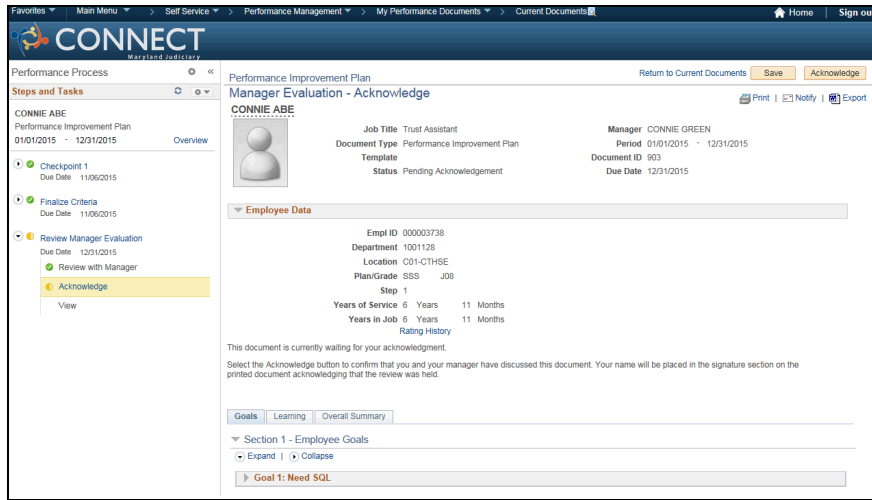 Favorites Main Menu > Self Service > Performance Management > My Performance Documents > Current Documents Home Sign ou
CONNECT
Maryland Judiciary
Performance Process «
Steps and Tasks
CONNIE ABE
Performance Improvement Plan
01/01/2015 - 12/31/2015 Overview
Checkpoint 1
Due Date 11/06/2015
Finalize Criteria
Due Date 11/06/2015
Review Manager Evaluation
Due Date 12/31/2015
Review with Manager
Acknowledge
View
Performance Improvement Plan Return to Current Documents Save Acknowledge
Manager Evaluation - Acknowledge Print | Notify | Export
CONNIE ABE
Job Title Trust Assistant Manager CONNIE GREEN
Document Type Performance Improvement Plan Period 01/01/2015 - 12/31/2015
Template Document ID 903
Status Pending Acknowledgement Due Date 12/31/2015
Employee Data
Empl ID 000003738
Department 1001128
Location C01-CTHSE
Plan/Grade SSS J08
Step 1
Years of Service 6 Years 11 Months
Years in Job 6 Years 11 Months
Rating History
This document is currently waiting for your acknowledgment.
Select the Acknowledge button to confirm that you and your manager have discussed this document. Your name will be placed in the signature section on the
printed document acknowledging that the review was held.
Goals Learning Overall Summary
Section 1 - Employee Goals
Expand | Collapse
Goal 1: Need SQL